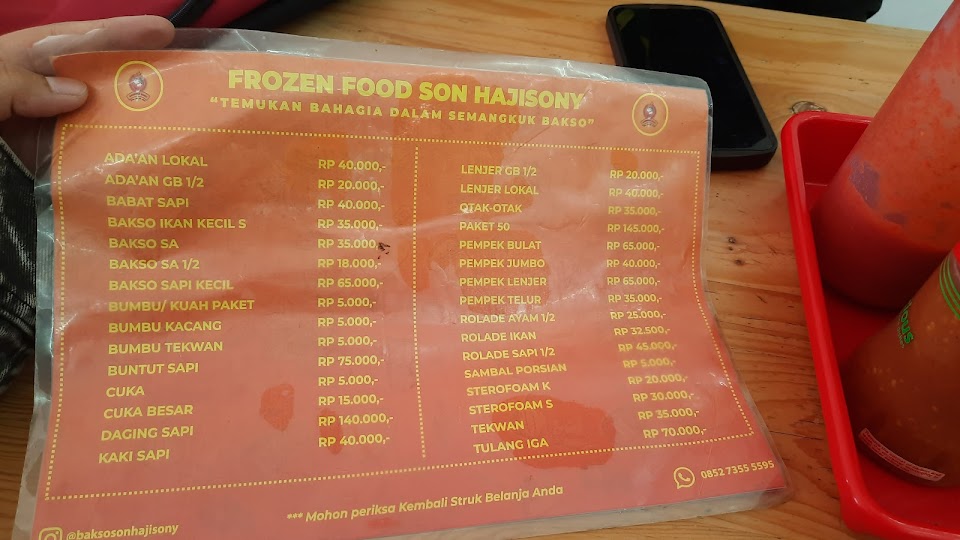 FROZEN FOOD SON HAJISONY
“TEMUKAN BAHAGIA DALAM SEMANGKUK BAKSO”
ADA'AN LOKAL RP 40.000,-
ADA'AN GB 1/2 RP 20.000,-
BABAT SAPI RP 40.000,-
BAKSO IKAN KECIL S RP 35.000,-
BAKSO SA RP 35.000,-
BAKSO SA 1/2 RP 18.000,-
BAKSO SAPI KECIL RP 65.000,-
BUMBU/ KUAH PAKET RP 5.000,-
BUMBU KACANG RP 5.000,-
BUMBU TEKWAN RP 5.000,-
BUNTUT SAPI RP 75.000,-
CUKA RP 5.000,-
CUKA BESAR RP 15.000,-
DAGING SAPI RP 140.000,-
KAKI SAPI RP 40.000,-
LENJER GB 1/2 RP 20.000,-
LENJER LOKAL RP 40.000,-
OTAK-OTAK RP 35.000,-
PAKET 50 RP 145.000,-
PEMPEK BULAT RP 65.000,-
PEMPEK JUMBO RP 40.000,-
PEMPEK LENJER RP 65.000,-
PEMPEK TELUR RP 35.000,-
ROLADE AYAM 1/2 RP 25.000,-
ROLADE IKAN RP 32.500,-
ROLADE SAPI 1/2 RP 45.000,-
SAMBAL PORSIAN RP 5.000,-
STEROFOAM K RP 20.000,-
STEROFOAM S RP 30.000,-
TEKWAN RP 35.000,-
TULANG IGA RP 70.000,-
*** Mohon periksa Kembali Struk Belanja Anda
@baksosonhajisony
0852 7355 5595